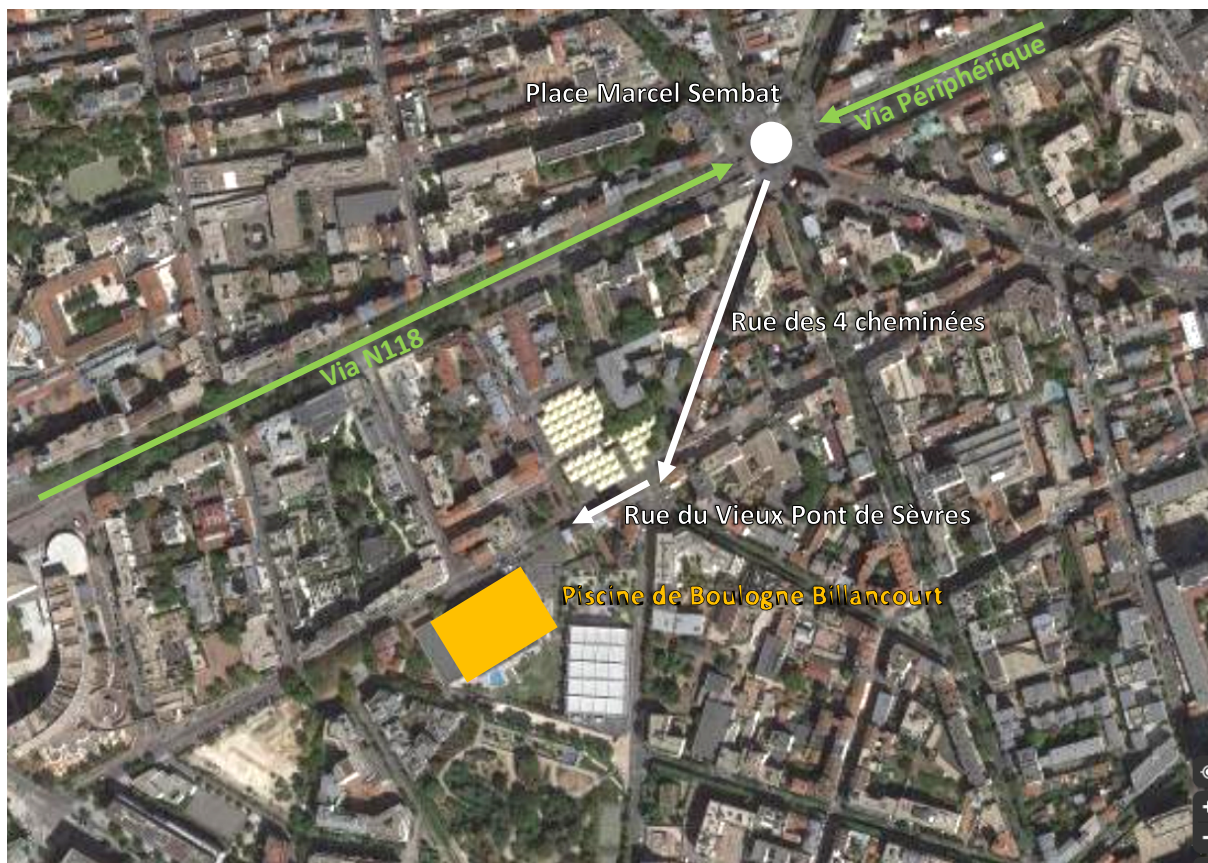 Place Marcel Sembat
Via Périphérique
Via N118
Rue des 4 cheminées
Rue du Vieux Pont de Sèvres
Piscine de Boulogne Billancourt